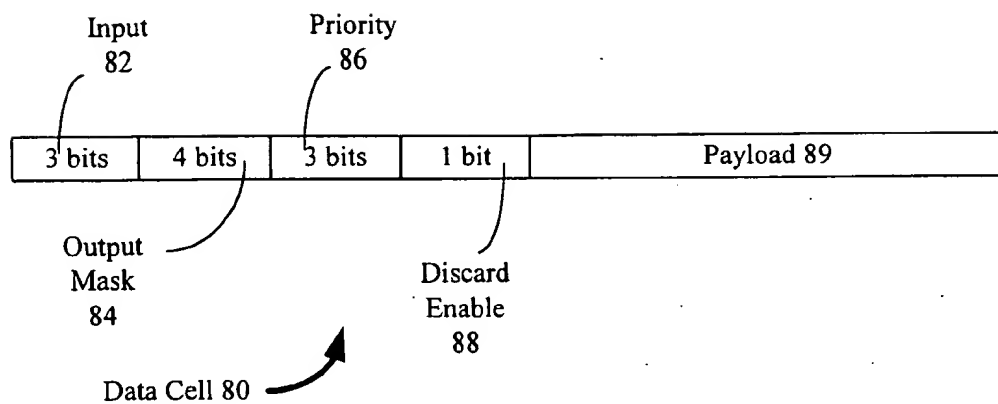 Input
82
Priority
86
3 bits
4 bits
3 bits
1 bit
Payload 89
Output
Mask
84
Discard
Enable
88
Data Cell 80